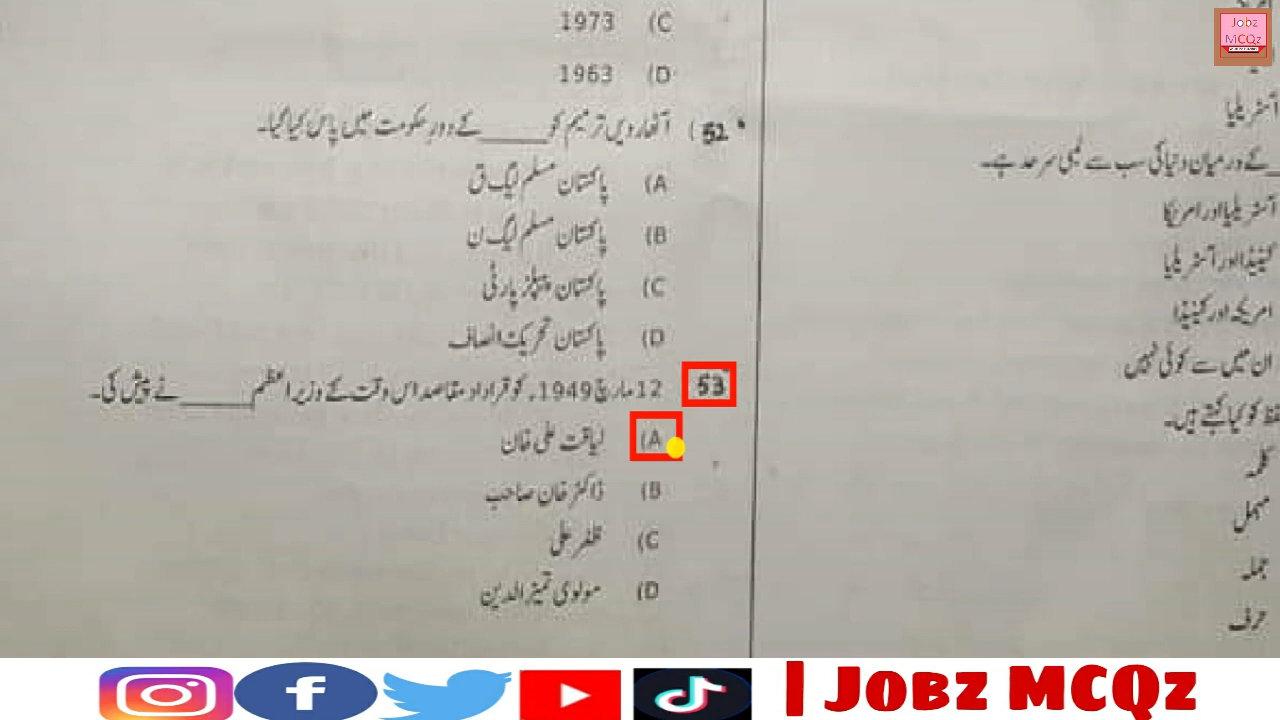 Jobz
MCQz
1973 (C
1963 (D
52) آٹھارویں ترمیم کو ______ کے دور حکومت میں پاس کیا گیا۔
(A پاکستان مسلم لیگ ق
(B پاکستان مسلم لیگ ن
(C پاکستان پیپلز پارٹی
(D پاکستان تحریک انصاف
53 12 مارچ 1949ء کو قرارداد مقاصد اس وقت کے وزیر اعظم ______ نے پیش کی۔
(A لیاقت علی خان
(B ڈاکٹر خان صاحب
(C ظفر علی
(D مولوی تمیز الدین
آسٹریلیا
کے درمیان دنیا کی سب سے لمبی سرحد ہے۔
آسٹریلیا اور امریکا
کینیڈا اور آسٹریلیا
امریکہ اور کینیڈا
ان میں سے کوئی نہیں
کو کیا کہتے ہیں۔
کلمہ
مہمل
جملہ
حرف
| Jobz MCQz